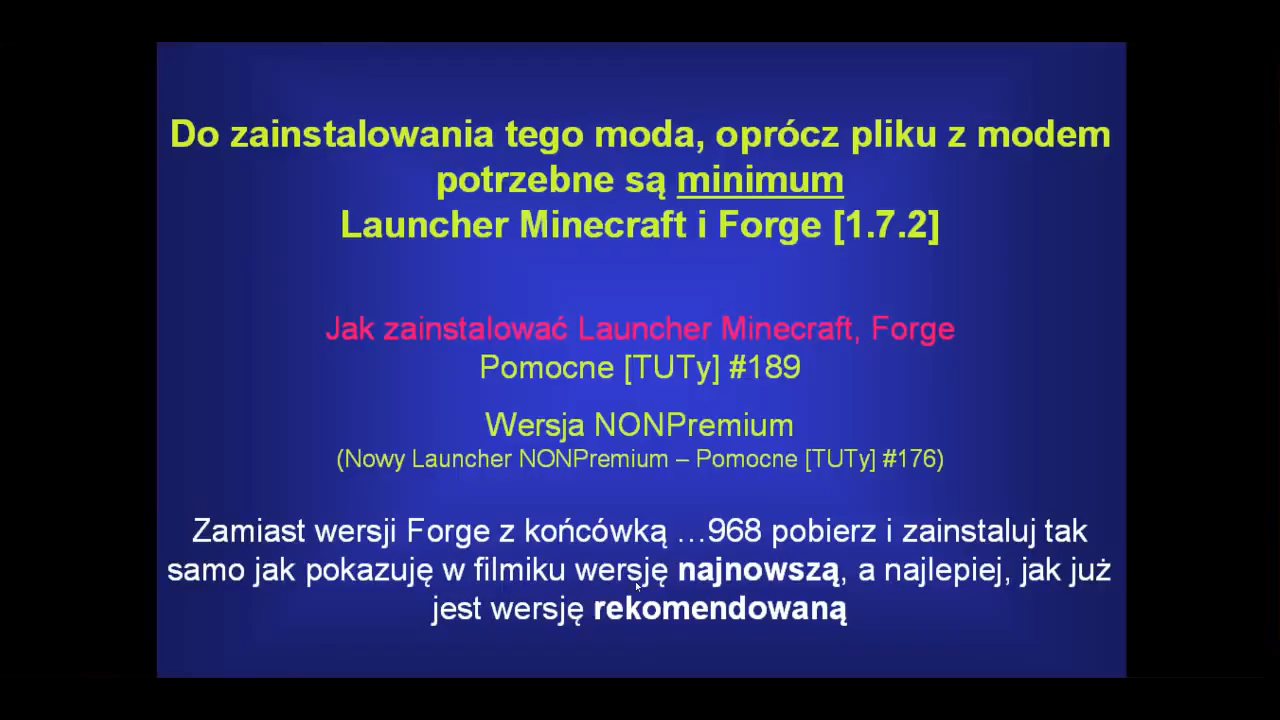 Do zainstalowania tego moda, oprócz pliku z modem
potrzebne są minimum
Launcher Minecraft i Forge [1.7.2]
Jak zainstalować Launcher Minecraft, Forge
Pomocne [TUTy] #189
Wersja NONPremium
(Nowy Launcher NONPremium – Pomocne [TUTy] #176)
Zamiast wersji Forge z końcówką …968 pobierz i zainstaluj tak
samo jak pokazuję w filmiku wersję najnowszą, a najlepiej, jak już
jest wersję rekomendowaną